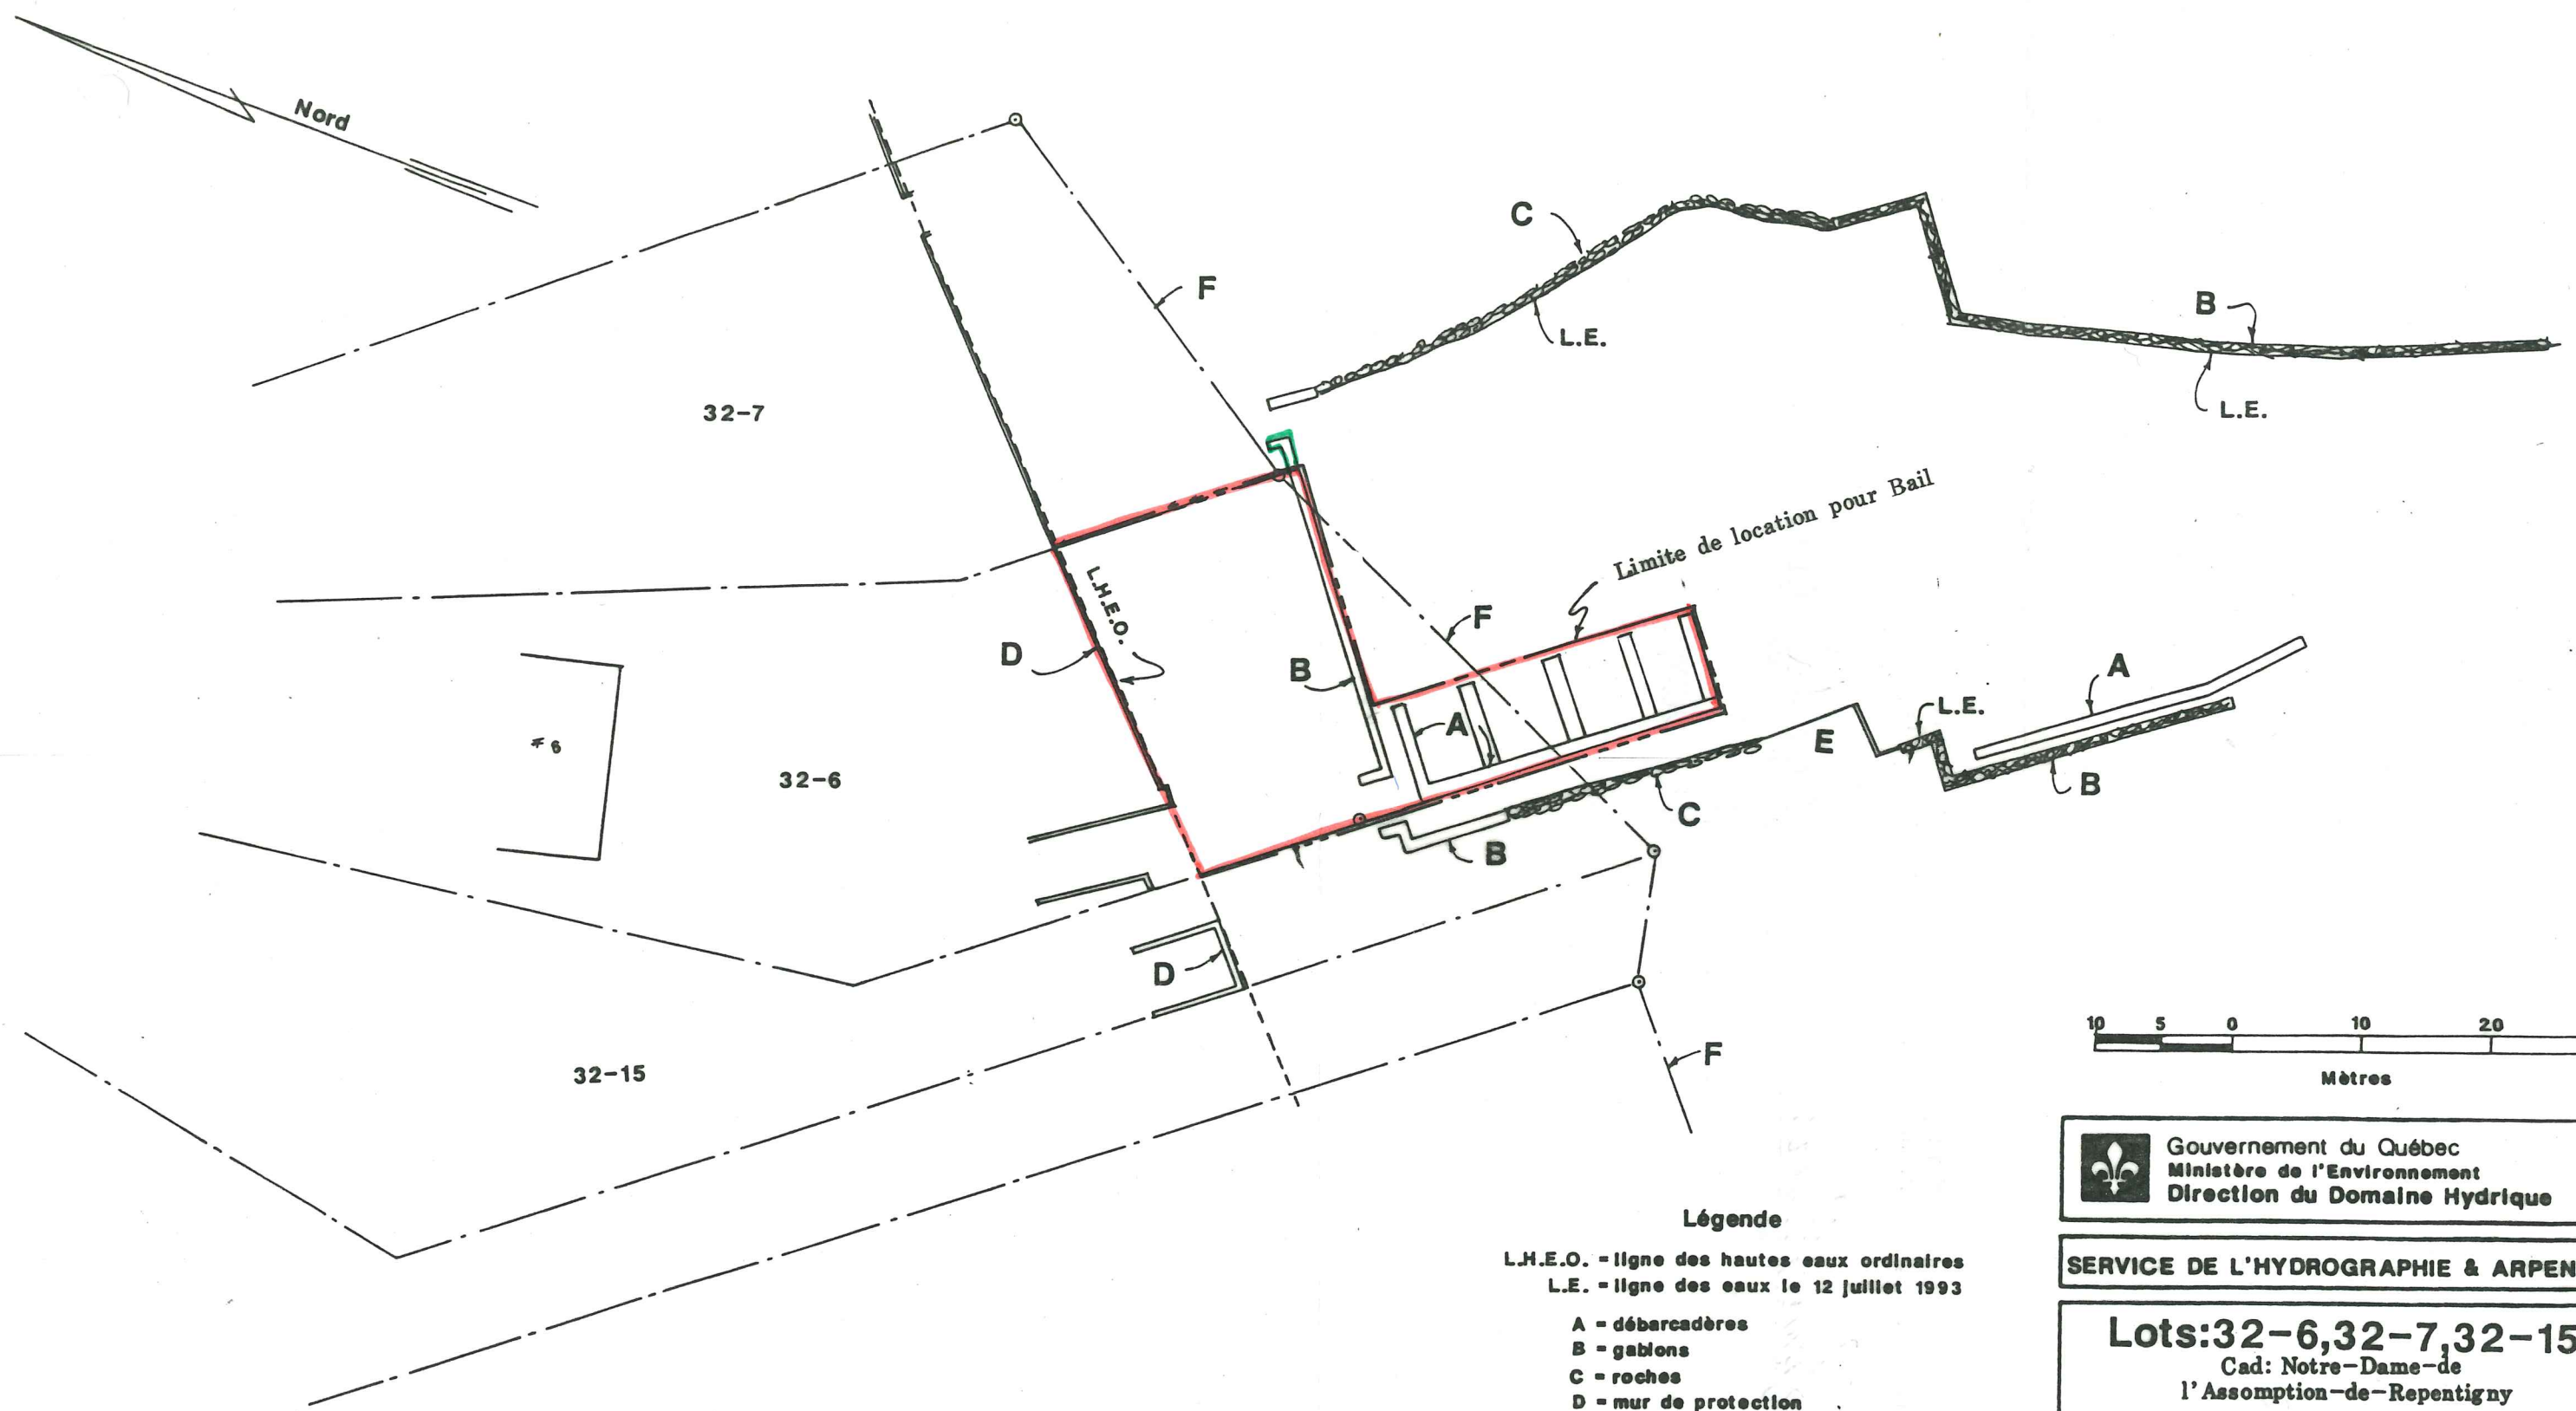 Nord
C
F
B
L.E.
L.E.
32-7
Limite de location pour Bail
L.H.E.O.
F
D
B
A
A
L.E.
E
B
≠ 6
32-6
C
B
D
F
32-15
10 5 0 10 20
Mètres
Gouvernement du Québec
Ministère de l'Environnement
Direction du Domaine Hydrique
SERVICE DE L'HYDROGRAPHIE & ARPEN
Lots:32-6,32-7,32-15
Cad: Notre-Dame-de
l'Assomption-de-Repentigny
Légende
L.H.E.O. = ligne des hautes eaux ordinaires
L.E. = ligne des eaux le 12 juillet 1993
A = débarcadères
B = gabions
C = roches
D = mur de protection